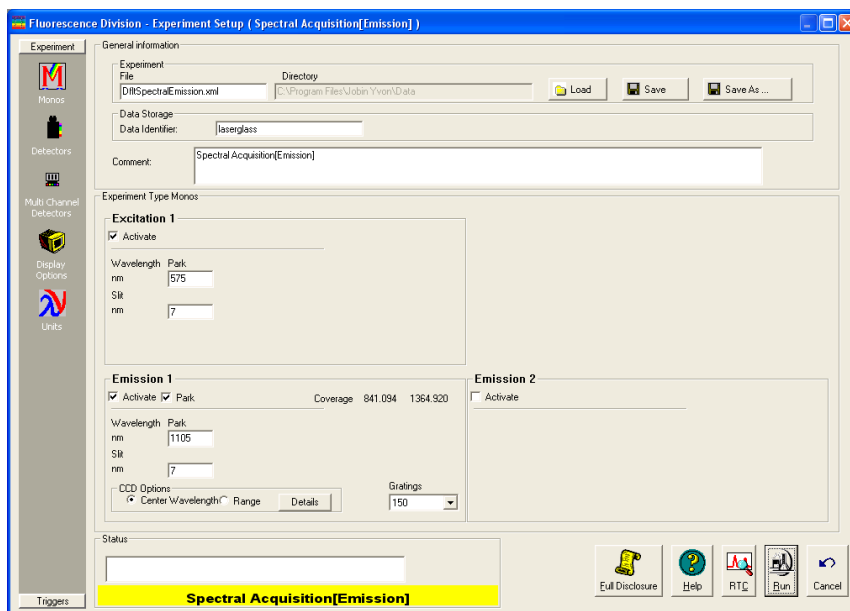 Fluorescence Division - Experiment Setup ( Spectral Acquisition[Emission] )
Experiment
Monos
Detectors
Multi Channel
Detectors
Display
Options
Units
Triggers
General information
Experiment
File Directory
DfltSpectralEmission.xml C:\Program Files\Jobin Yvon\Data Load Save Save As ...
Data Storage
Data Identifier: laserglass
Comment: Spectral Acquisition[Emission]
Experiment Type Monos
Excitation 1
Activate
Wavelength Park
nm 575
Slit
nm 7
Emission 1
Activate Park Coverage 841.094 1364.920
Wavelength Park
nm 1105
Slit
nm 7
CCD Options
Center Wavelength Range Details
Gratings
150
Emission 2
Activate
Status
Spectral Acquisition[Emission]
Full Disclosure Help RTC Run Cancel